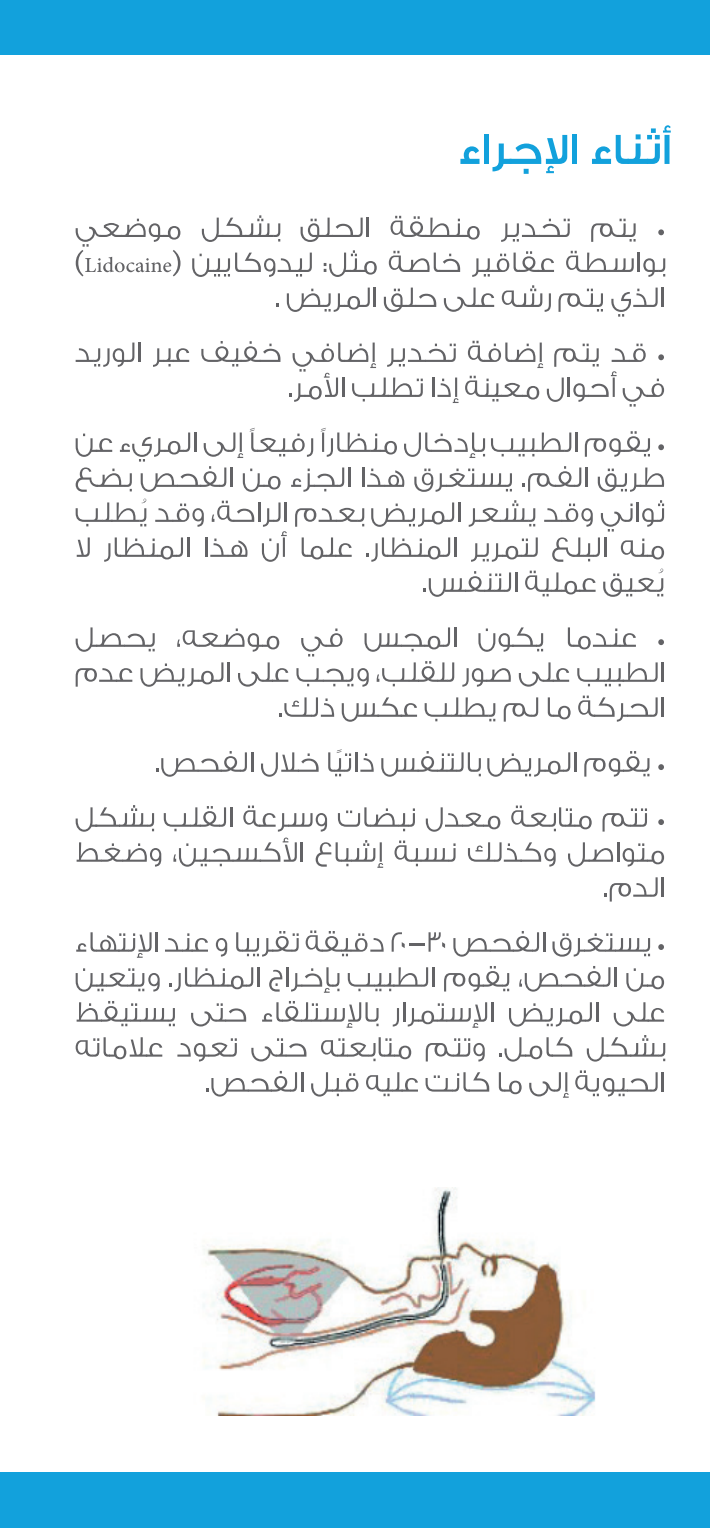 أثناء الإجراء
• يتم تخدير منطقة الحلق بشكل موضعي
بواسطة عقاقير خاصة مثل: ليدوكايين (Lidocaine)
الذي يتم رشه على حلق المريض .
• قد يتم إضافة تخدير إضافي خفيف عبر الوريد
في أحوال معينة إذا تطلب الأمر.
• يقوم الطبيب بإدخال منظاراً رفيعاً إلى المريء عن
طريق الفم. يستغرق هذا الجزء من الفحص بضع
ثواني وقد يشعر المريض بعدم الراحة، وقد يُطلب
منه البلع لتمرير المنظار. علما أن هذا المنظار لا
يُعيق عملية التنفس.
• عندما يكون المجس في موضعه، يحصل
الطبيب على صور للقلب، ويجب على المريض عدم
الحركة ما لم يطلب عكس ذلك.
• يقوم المريض بالتنفس ذاتيًا خلال الفحص.
• تتم متابعة معدل نبضات وسرعة القلب بشكل
متواصل وكذلك نسبة إشباع الأكسجين، وضغط
الدم.
• يستغرق الفحص ٣٠–٢٠ دقيقة تقريبا و عند الإنتهاء
من الفحص، يقوم الطبيب بإخراج المنظار. ويتعين
على المريض الإستمرار بالإستلقاء حتى يستيقظ
بشكل كامل. وتتم متابعته حتى تعود علاماته
الحيوية إلى ما كانت عليه قبل الفحص.